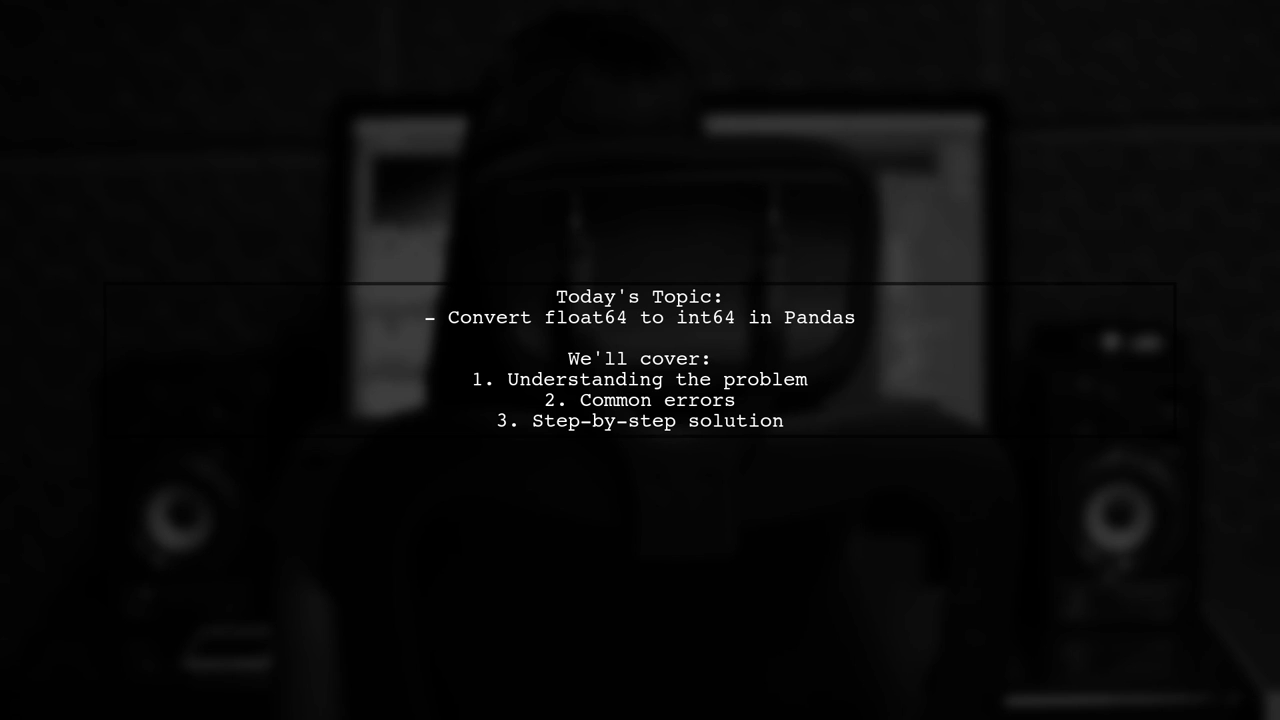 Today's Topic:
- Convert float64 to int64 in Pandas
We'll cover:
1. Understanding the problem
2. Common errors
3. Step-by-step solution